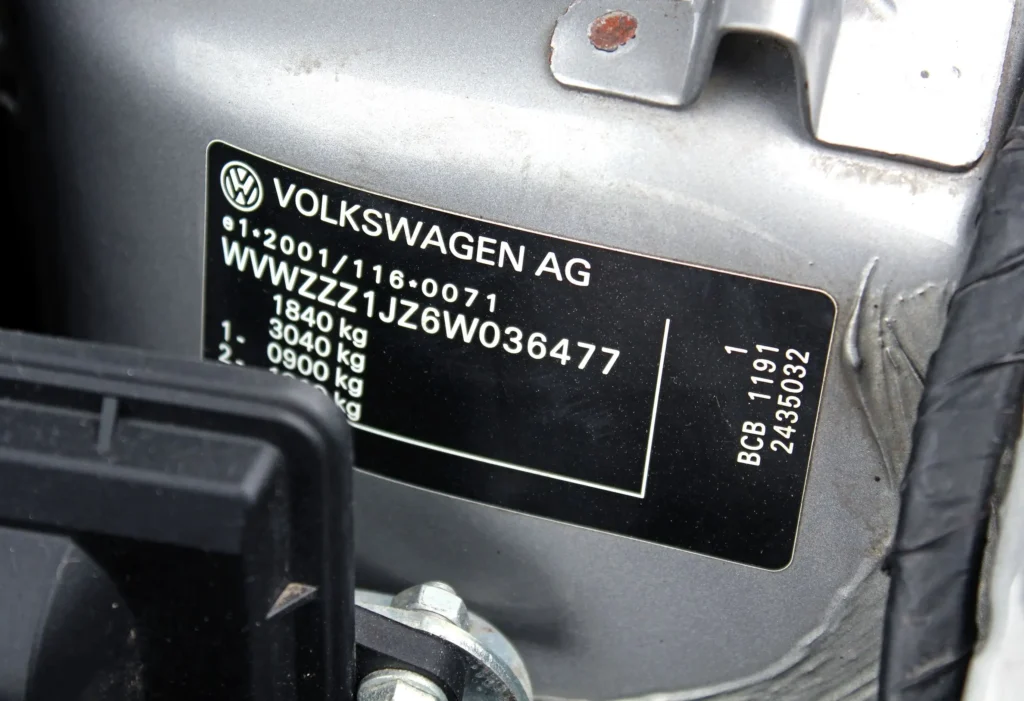 VOLKSWAGEN AG
e1*2001/116*0071
WVWZZZ1JZ6W036477
1840 kg
3040 kg
1. 0900 kg
2. kg
1
BCB 1191
2435032